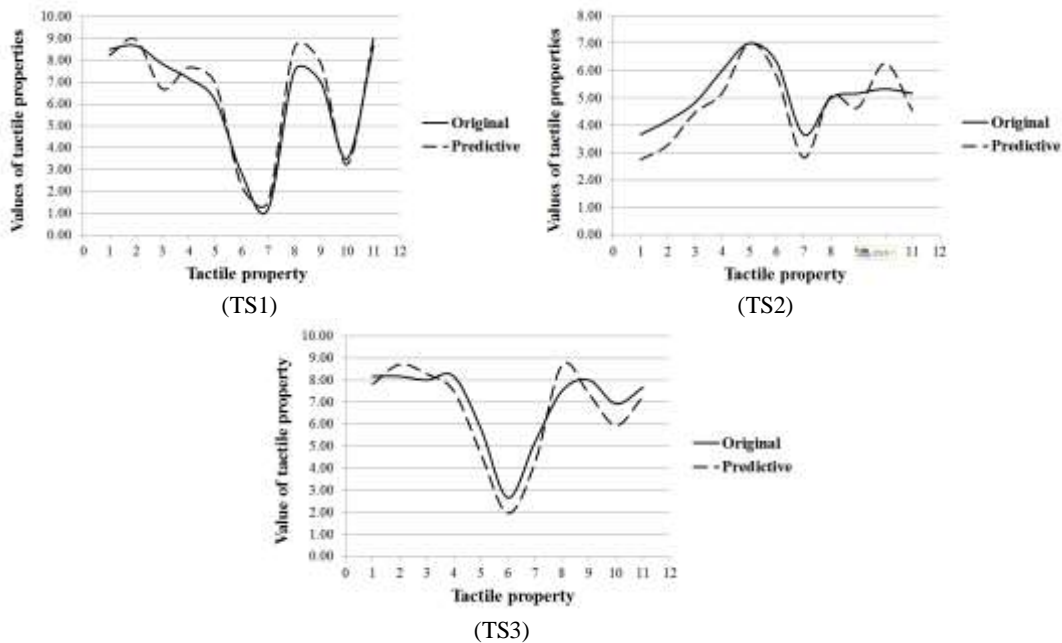 10.00
9.00
8.00
7.00
6.00
5.00
4.00
3.00
2.00
1.00
0.00
0 1 2 3 4 5 6 7 8 9 10 11 12
Values of tactile properties
Tactile property
Original
Predictive
(TS1)
8.00
7.00
6.00
5.00
4.00
3.00
2.00
1.00
0.00
0 1 2 3 4 5 6 7 8 11 12
Values of tactile properties
Tactile property
Original
Predictive
(TS2)
10.00
9.00
8.00
7.00
6.00
5.00
4.00
3.00
2.00
1.00
0.00
0 1 2 3 4 5 6 7 8 9 10 11 12
Value of tactile property
Tactile property
Original
Predictive
(TS3)